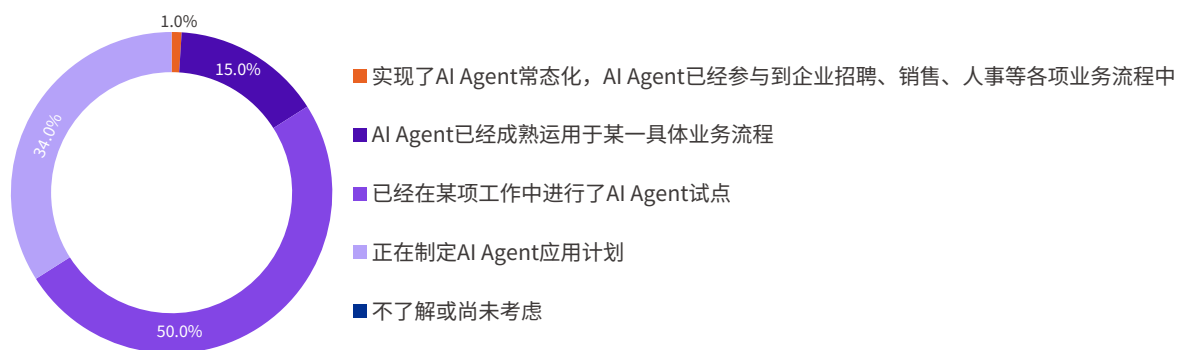 1.0%
15.0%
34.0%
50.0%
实现了AI Agent常态化，AI Agent已经参与到企业招聘、销售、人事等各项业务流程中
AI Agent已经成熟运用于某一具体业务流程
已经在某项工作中进行了AI Agent试点
正在制定AI Agent应用计划
不了解或尚未考虑